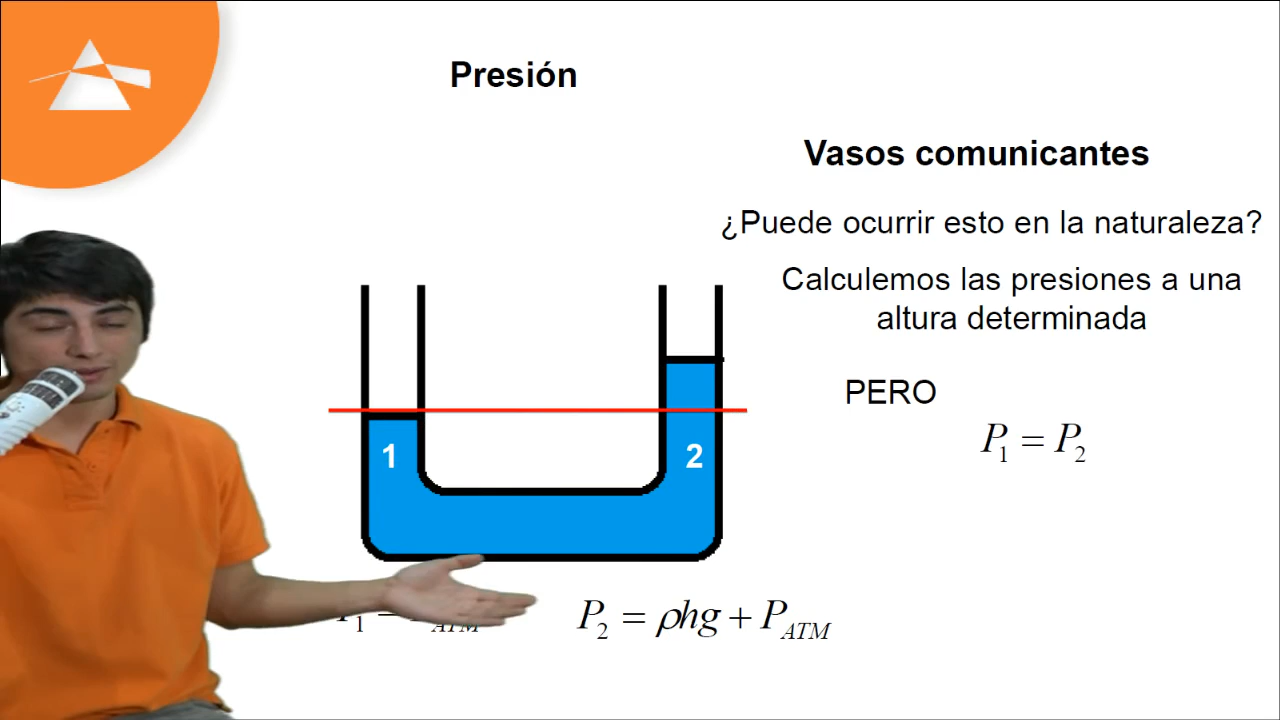 Presión
Vasos comunicantes
¿Puede ocurrir esto en la naturaleza?
Calculemos las presiones a una
altura determinada
PERO
P₁ = P₂
1
2
P₂ = ρhg + P_ATM